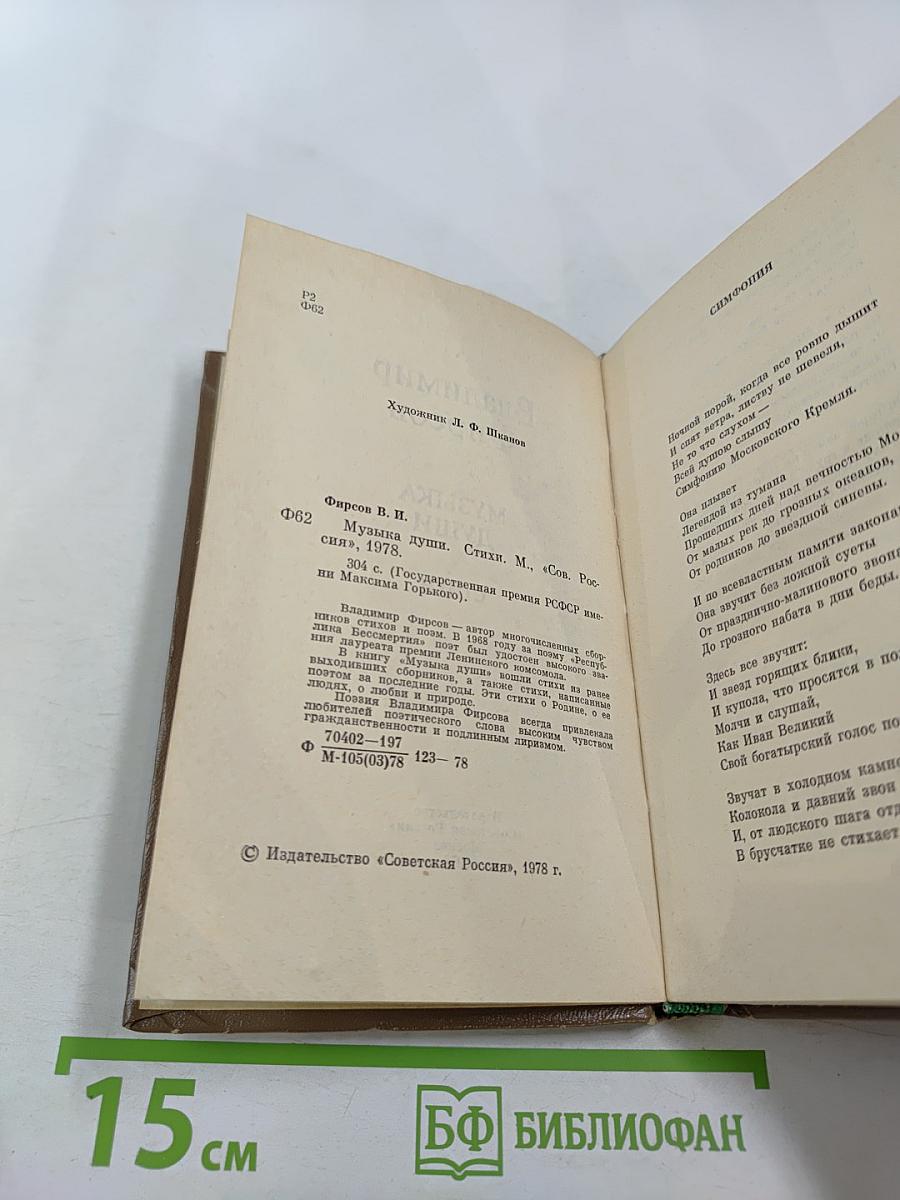 Р2
Ф62
Художник Л. Ф. Шканов
Фирсов В. И.
Ф62
Музыка души. Стихи. М., «Сов. Рос-
сия», 1978.
304 с. (Государственная премия РСФСР име-
ни Максима Горького).
Владимир Фирсов — автор многочисленных сбор-
ников стихов и поэм. В 1968 году за поэму «Респуб-
лика Бессмертия» поэт был удостоен высокого зва-
ния лауреата премии Ленинского комсомола.
В книгу «Музыка души» вошли стихи из ранее
выходивших сборников, а также стихи, написанные
поэтом за последние годы. Эти стихи о Родине, о ее
людях, о любви и природе.
Поэзия Владимира Фирсова всегда привлекала
любителей поэтического слова высоким чувством
гражданственности и подлинным лиризмом.
Ф 70402—197
М-105(03)78 123—78
© Издательство «Советская Россия», 1978 г.
СИМФОНИЯ
Ночной порой, когда все ровно дышит
И спят ветра, листву не шевеля,
Не то что слухом —
Всей душою слышу
Симфонию Московского Кремля.
Она плывет
Легендой из тумана
Прошедших дней над вечностью Мо
От малых рек до грозных океанов,
От родников до звездной синевы.
И по всевластным памяти закона
Она звучит без ложной суеты
От празднично-малинового звона
До грозного набата в дни беды.
Здесь все звучит:
И звезд горящих блики,
И купола, что просятся в по
Молчи и слушай,
Как Иван Великий
Свой богатырский голос по
Звучат в холодном камне
Колокола и давний звон
И, от людского шага отд
В брусчатке не стихает
15 см
БФ БИБЛИОФАН